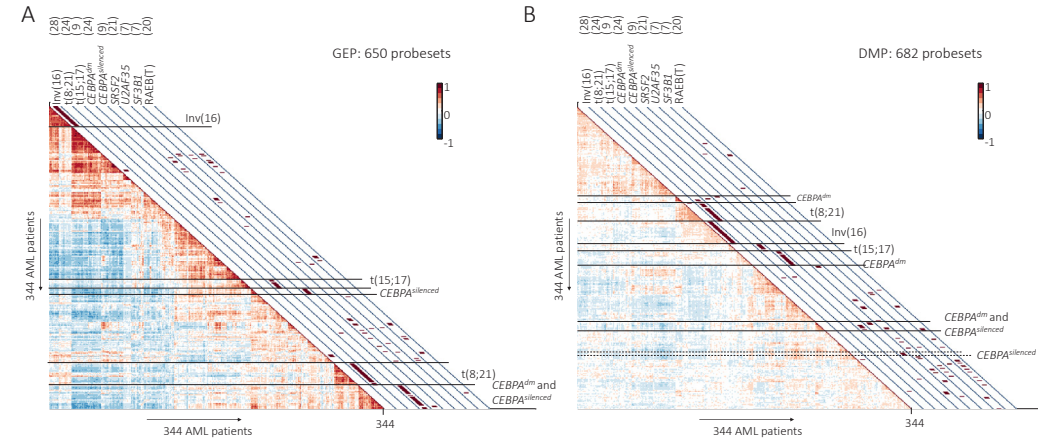 A
(28)
(24)
( 9 )
(24)
(9)
(21)
(7)
(7)
(20)
Inv(16)
t(8;21)
t(15;17)
CEBPAdm
CEBPAsilenced
SRSF2
U2AF35
SF3B1
RAEB(T)
GEP: 650 probesets
1
0
-1
Inv(16)
344 AML patients
t(15;17)
CEBPAsilenced
t(8;21)
CEBPAdm and
CEBPAsilenced
344
344 AML patients
B
(28)
(24)
( 9 )
(24)
(9)
(21)
(7)
(7)
(20)
Inv(16)
t(8;21)
t(15;17)
CEBPAdm
CEBPAsilenced
SRSF2
U2AF35
SF3B1
RAEB(T)
DMP: 682 probesets
1
0
-1
CEBPAdm
t(8;21)
Inv(16)
t(15;17)
CEBPAdm
344 AML patients
CEBPAdm and
CEBPAsilenced
CEBPAsilenced
344
344 AML patients